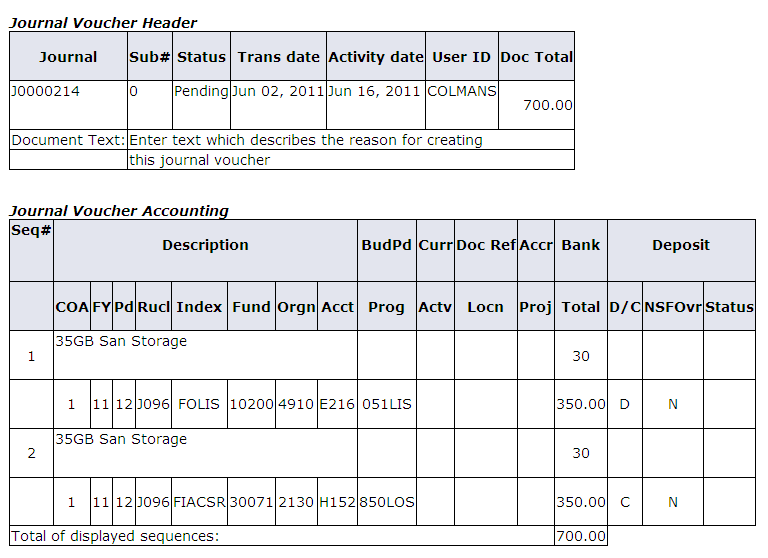 Journal Voucher Header
Journal Sub# Status Trans date Activity date User ID Doc Total
J0000214 0 Pending Jun 02, 2011 Jun 16, 2011 COLMANS 700.00
Document Text: Enter text which describes the reason for creating
this journal voucher
Journal Voucher Accounting
Seq# Description BudPd Curr Doc Ref Accr Bank Deposit
COA FY Pd Rucl Index Fund Orgn Acct Prog Actv Locn Proj Total D/C NSFOvr Status
1 35GB San Storage 30
1 11 12 J096 FOLIS 10200 4910 E216 051LIS 350.00 D N
2 35GB San Storage 30
1 11 12 J096 FIACSR 30071 2130 H152 850LOS 350.00 C N
Total of displayed sequences: 700.00